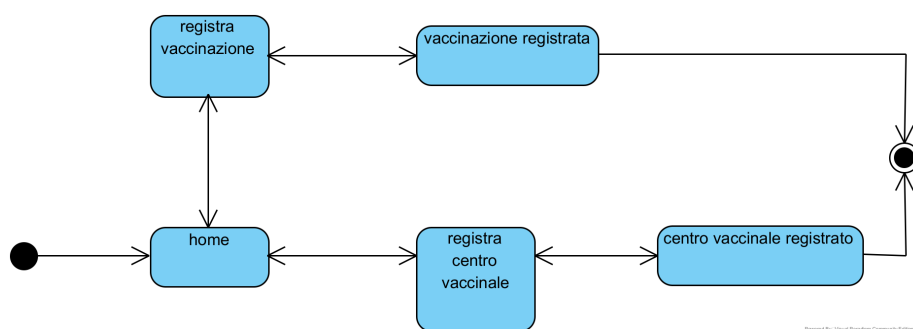 registra
vaccinazione
vaccinazione registrata
home
registra
centro
vaccinale
centro vaccinale registrato